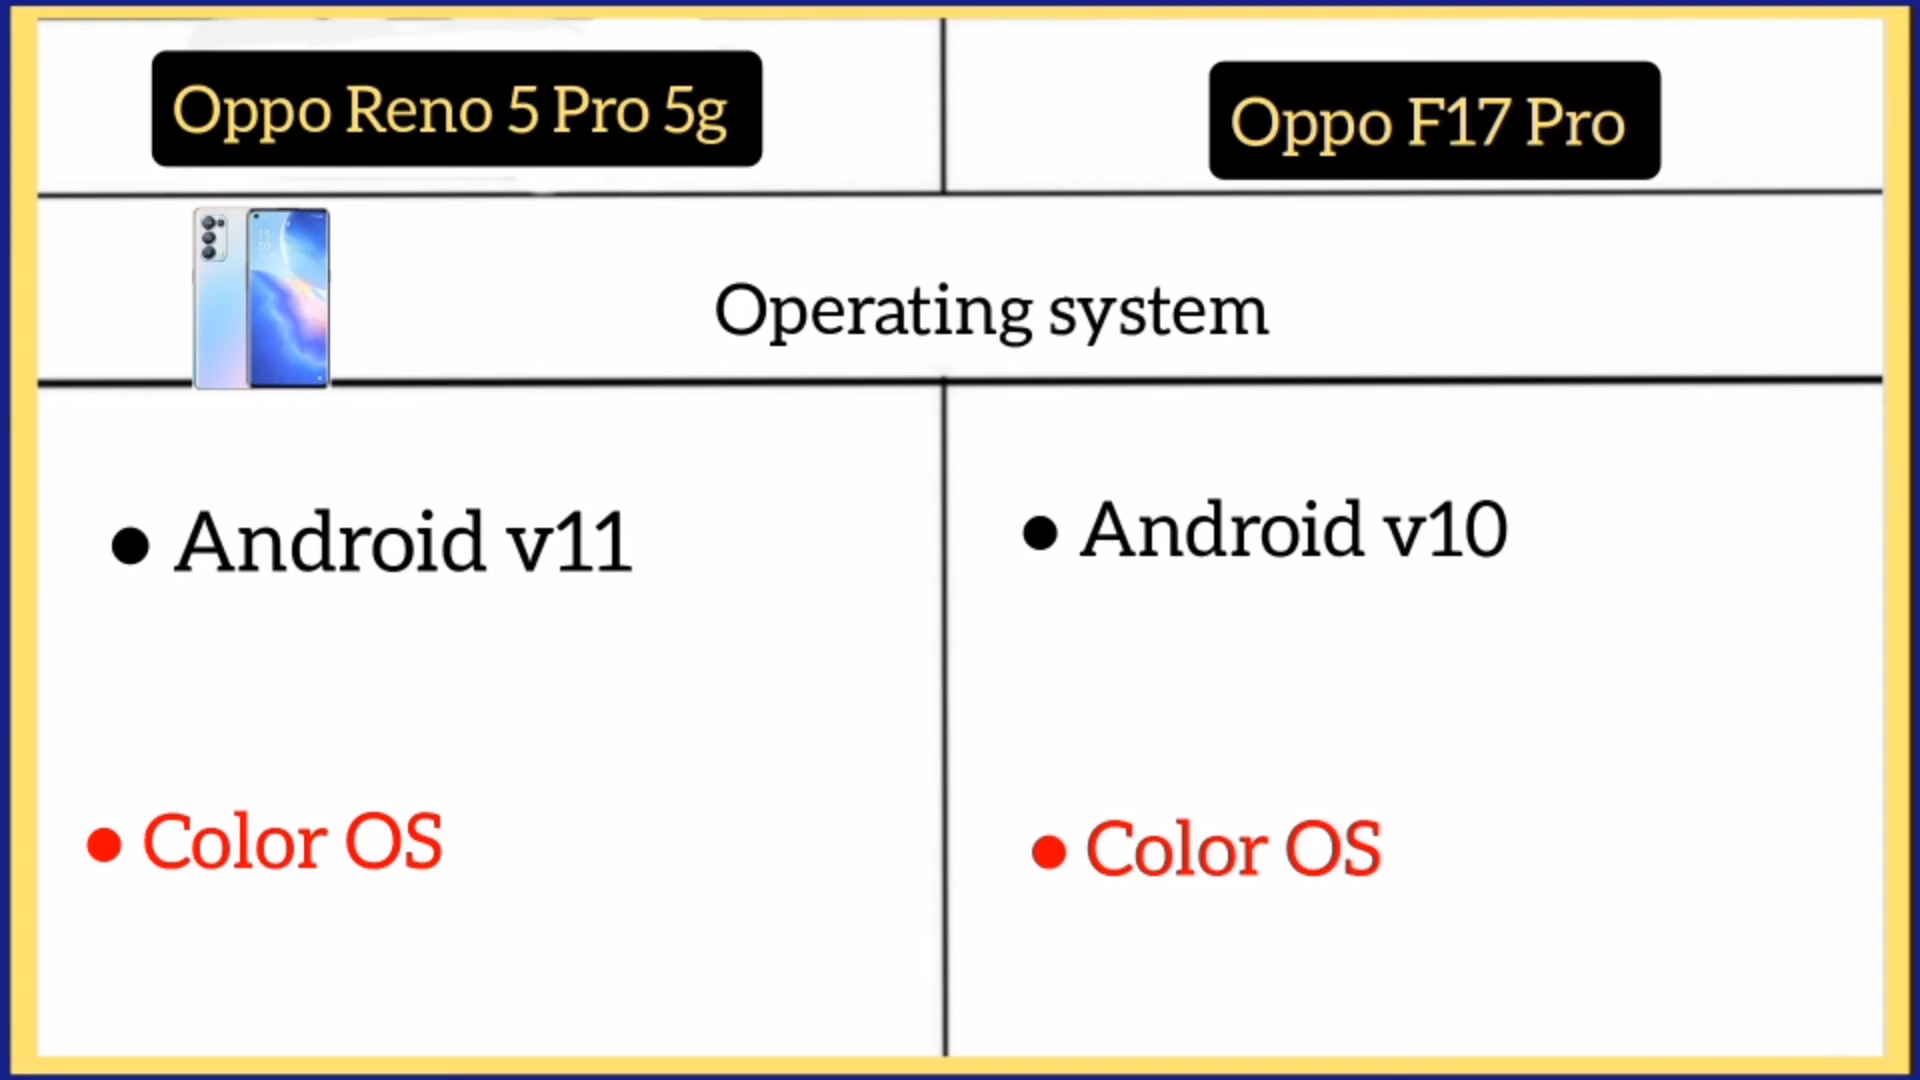 Oppo Reno 5 Pro 5g
Oppo F17 Pro
Operating system
• Android v11
• Android v10
• Color OS
• Color OS